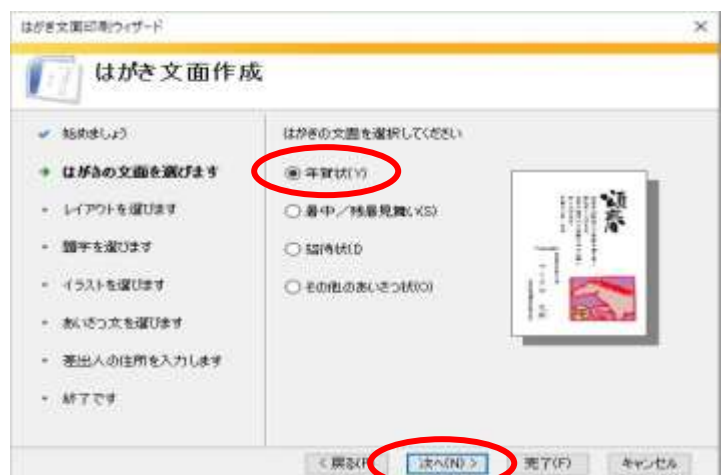 はがき文面印刷ウィザード
はがき文面作成
始めましょう
はがきの文面を選びます
レイアウトを選びます
題字を選びます
イラストを選びます
あいさつ文を選びます
差出人の住所を入力します
終了です
はがきの文面を選択してください
年賀状(Y)
暑中/残暑見舞い(S)
招待状(I)
その他のあいさつ状(O)
頌春
< 戻る(
次へ(N) >
完了(F)
キャンセル